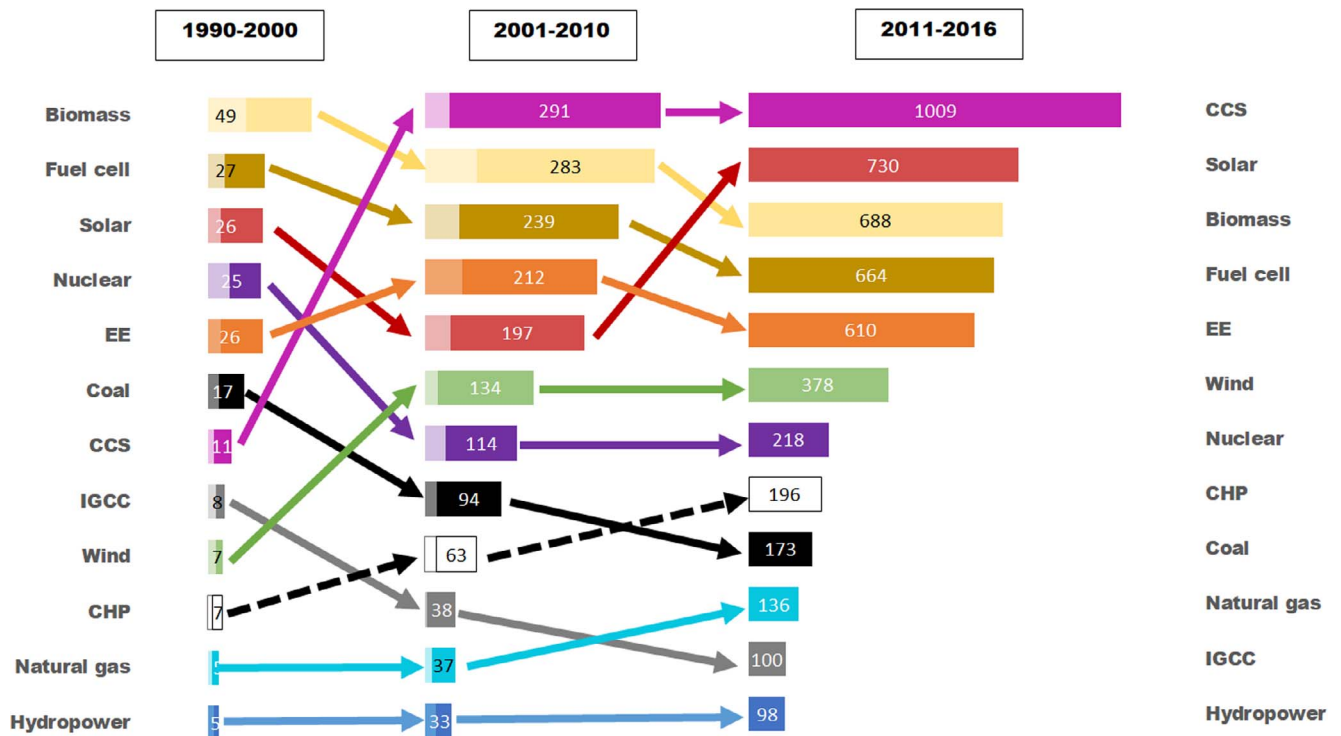 1990-2000 2001-2010 2011-2016
Biomass 49 291 1009 CCS
Fuel cell 27 283 730 Solar
Solar 26 239 688 Biomass
Nuclear 25 212 664 Fuel cell
EE 26 197 610 EE
Coal 17 134 378 Wind
CCS 11 114 218 Nuclear
IGCC 8 94 196 CHP
Wind 7 63 173 Coal
CHP 7 38 136 Natural gas
Natural gas 5 37 100 IGCC
Hydropower 5 33 98 Hydropower